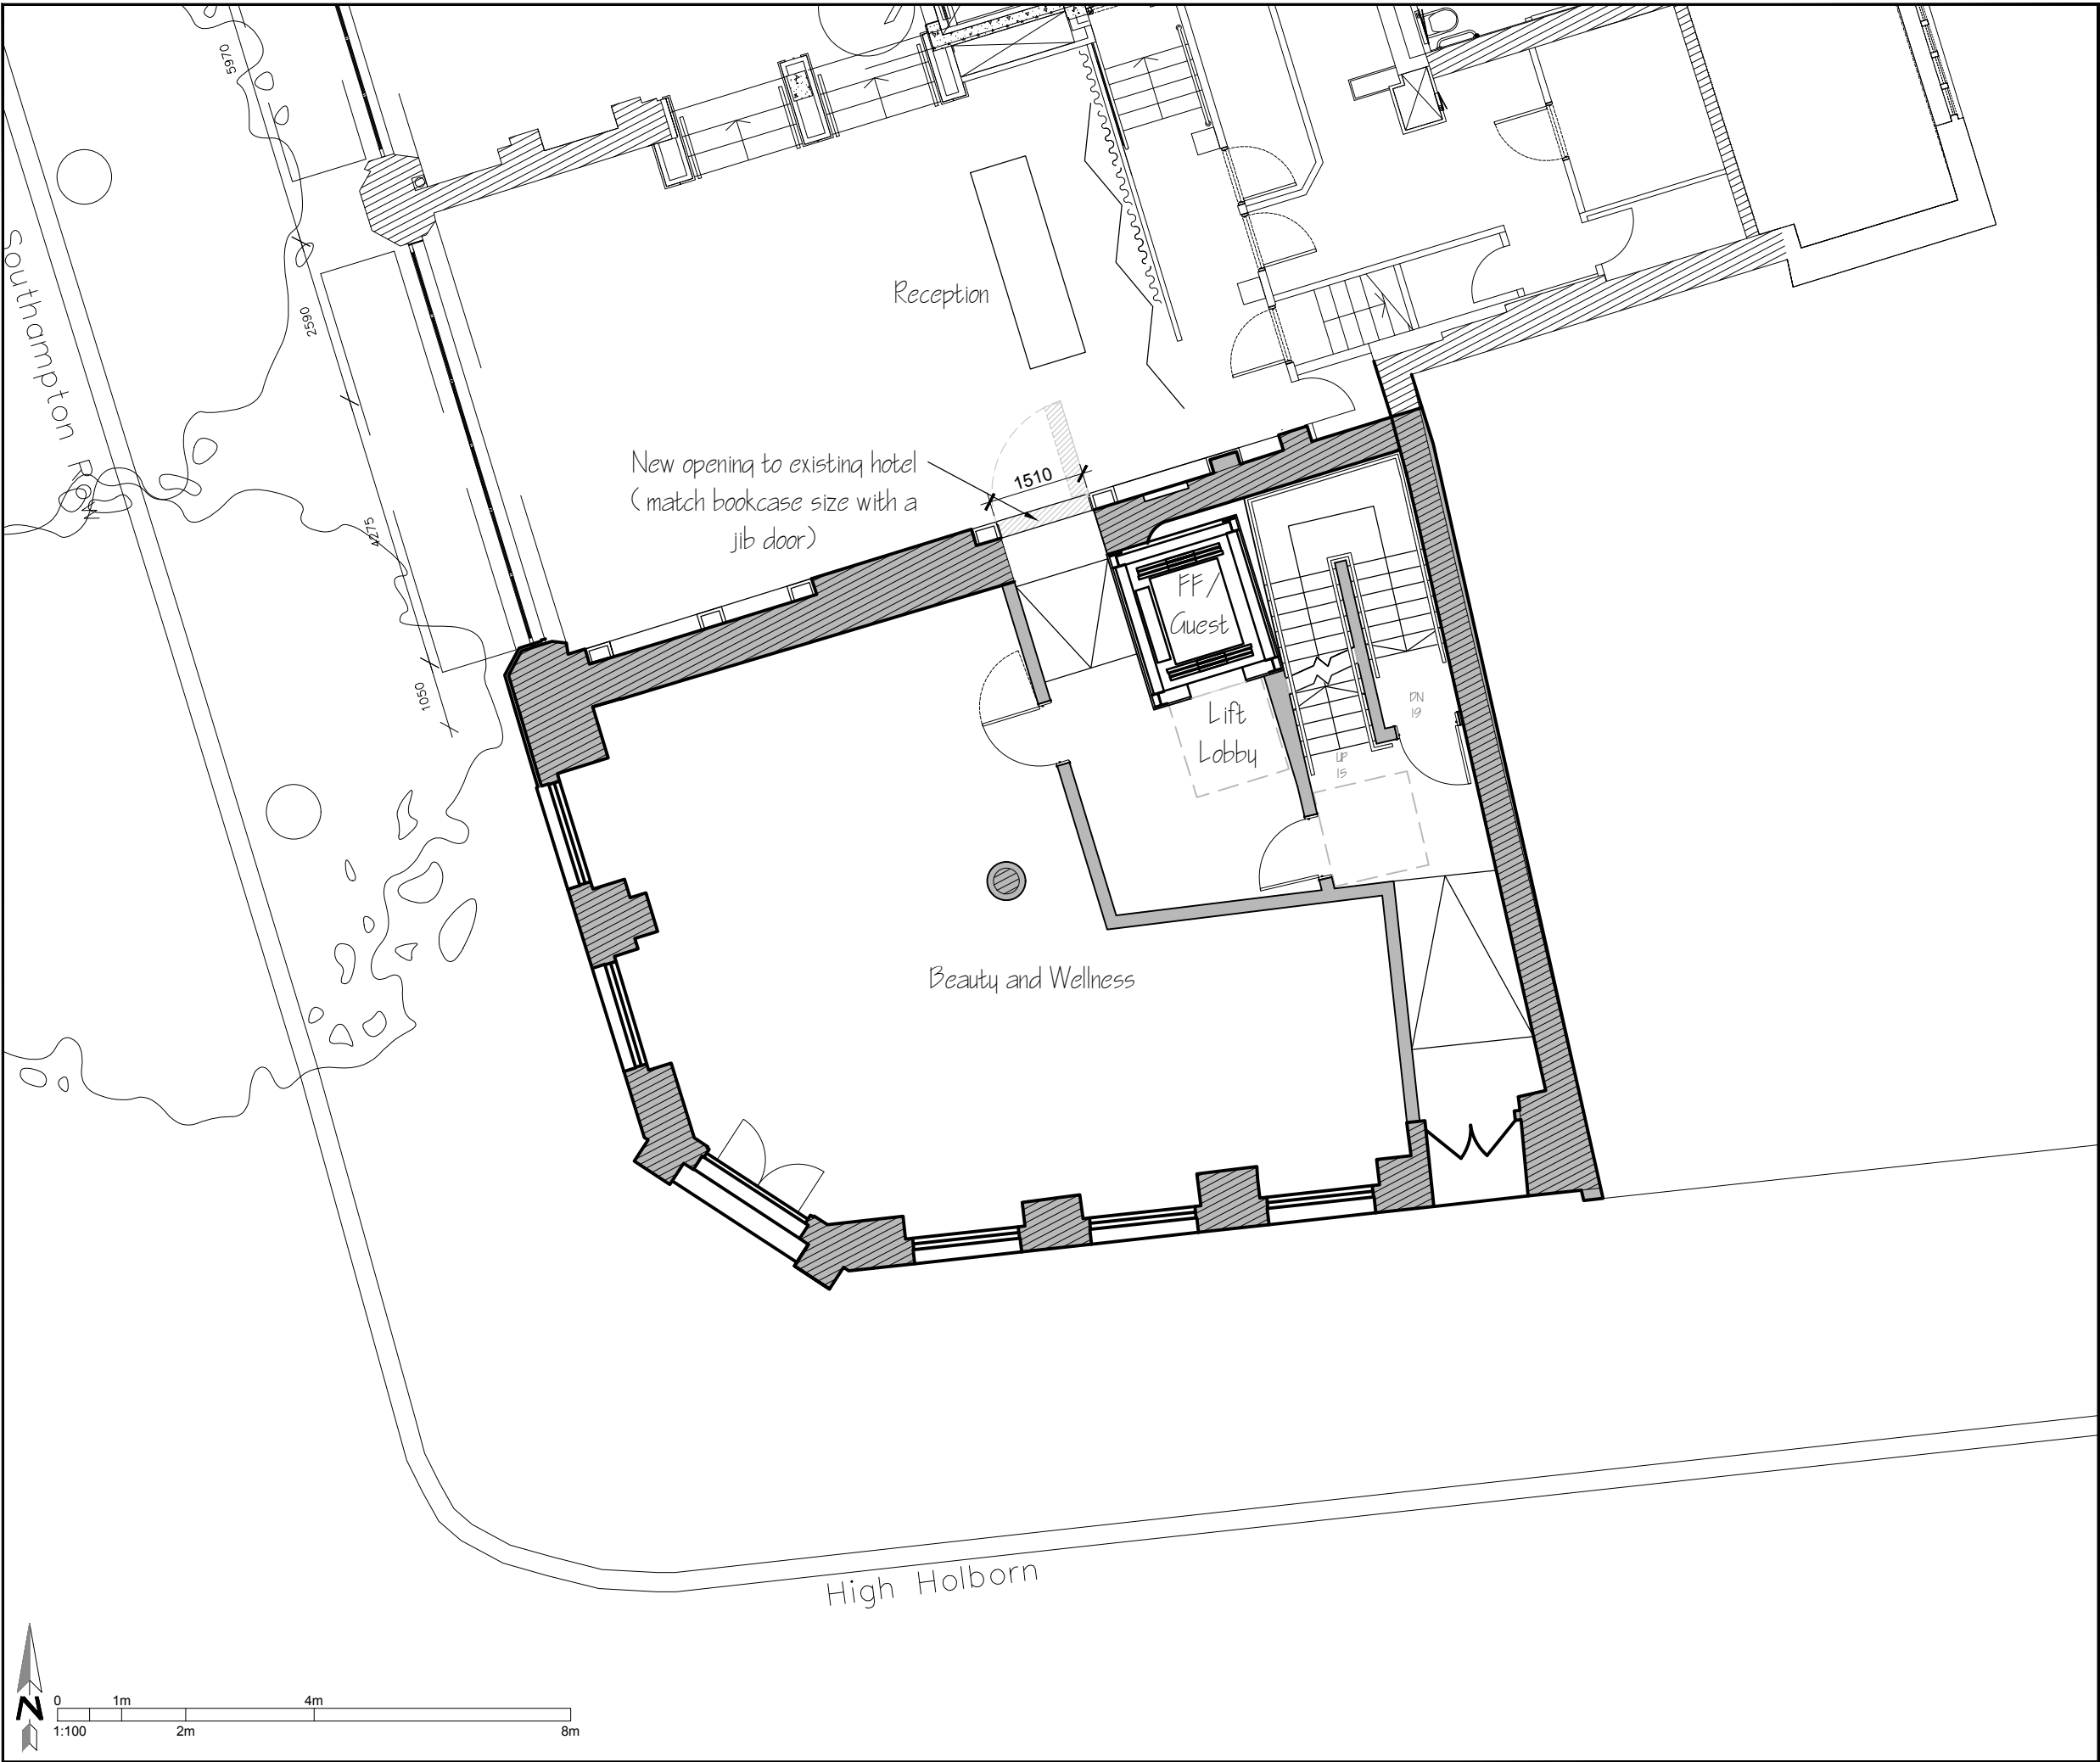 5970
Southampton
2590
Reception
New opening to existing hotel
(match bookcase size with a
jib door)
1510
4275
1050
FF/
Guest
Lift
Lobby
DN
19
UP
15
Beauty and Wellness
High Holborn
N
0 1m 4m
1:100 2m 8m